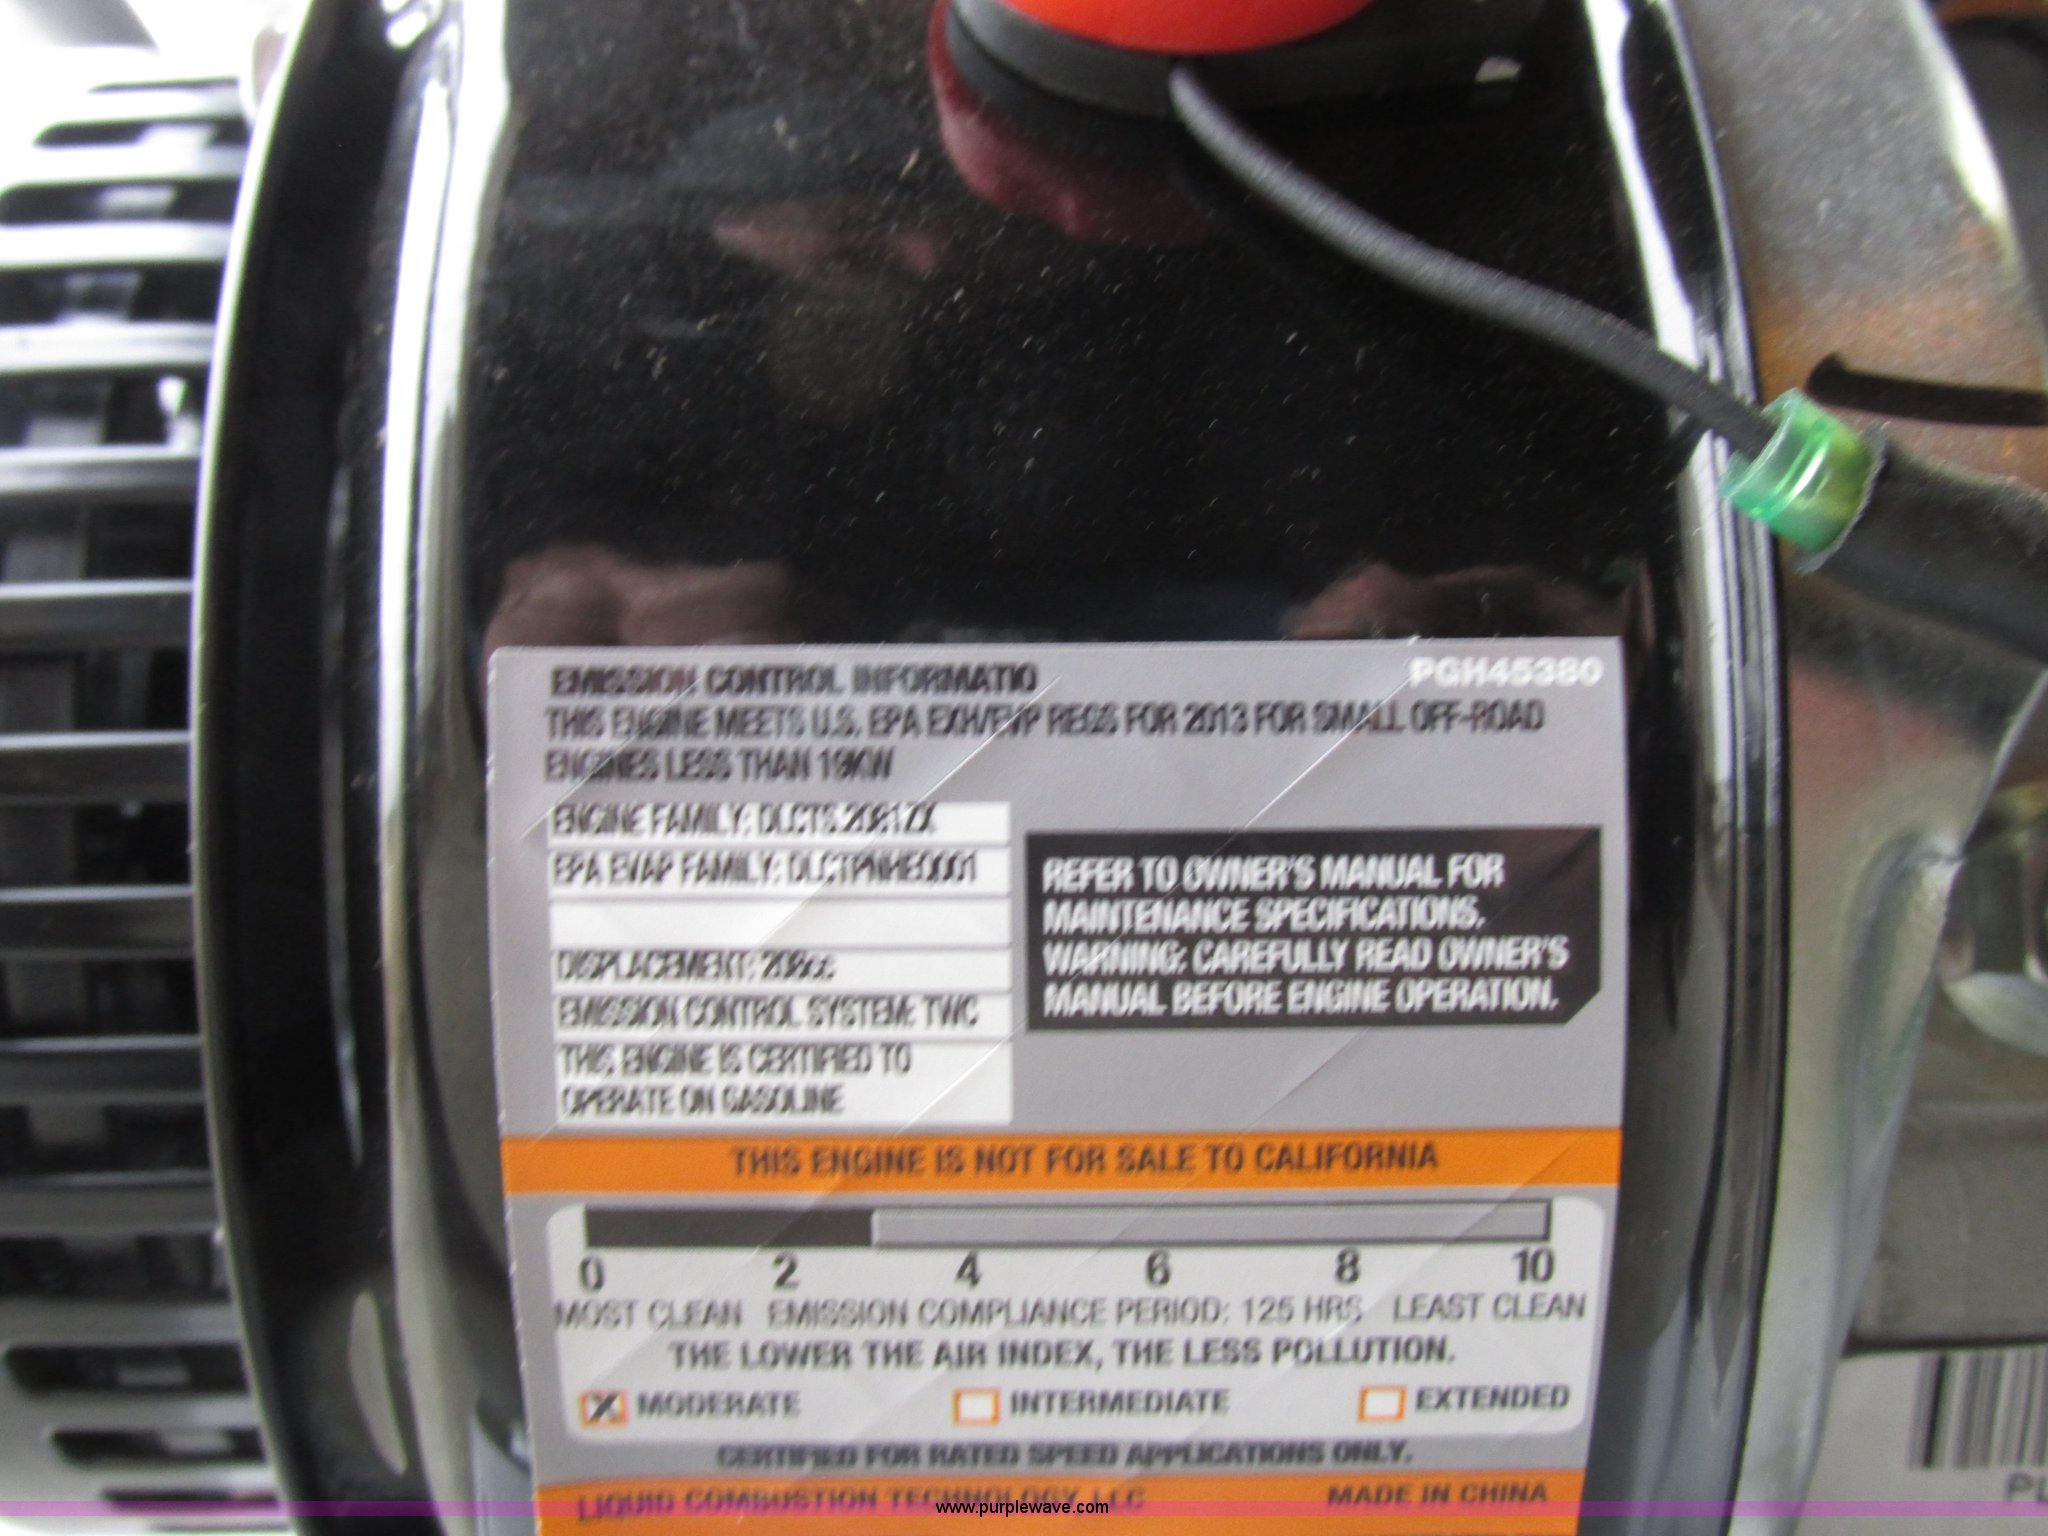 EMISSION CONTROL INFORMATIO
PGH45380
THIS ENGINE MEETS U.S. EPA EXH/EVP REGS FOR 2013 FOR SMALL OFF-ROAD
ENGINES LESS THAN 19KW
ENGINE FAMILY: DLCTS.2081ZX
EPA EVAP FAMILY: DLCTPNHEQ001
DISPLACEMENT: 208cc
EMISSION CONTROL SYSTEM: TWC
THIS ENGINE IS CERTIFIED TO
OPERATE ON GASOLINE
REFER TO OWNER'S MANUAL FOR
MAINTENANCE SPECIFICATIONS.
WARNING: CAREFULLY READ OWNER'S
MANUAL BEFORE ENGINE OPERATION.
THIS ENGINE IS NOT FOR SALE TO CALIFORNIA
0 2 4 6 8 10
MOST CLEAN EMISSION COMPLIANCE PERIOD: 125 HRS LEAST CLEAN
THE LOWER THE AIR INDEX, THE LESS POLLUTION.
X MODERATE INTERMEDIATE EXTENDED
CERTIFIED FOR RATED SPEED APPLICATIONS ONLY.
LIQUID COMBUSTION TECHNOLOGY, LLC MADE IN CHINA
www.purplewave.com